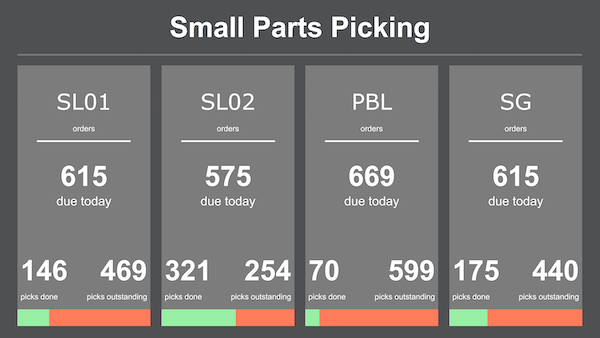 Small Parts Picking
SL01
orders
615
due today
146 469
picks done picks outstanding
SL02
orders
575
due today
321 254
picks done picks outstanding
PBL
orders
669
due today
70 599
picks done picks outstanding
SG
orders
615
due today
175 440
picks done picks outstanding